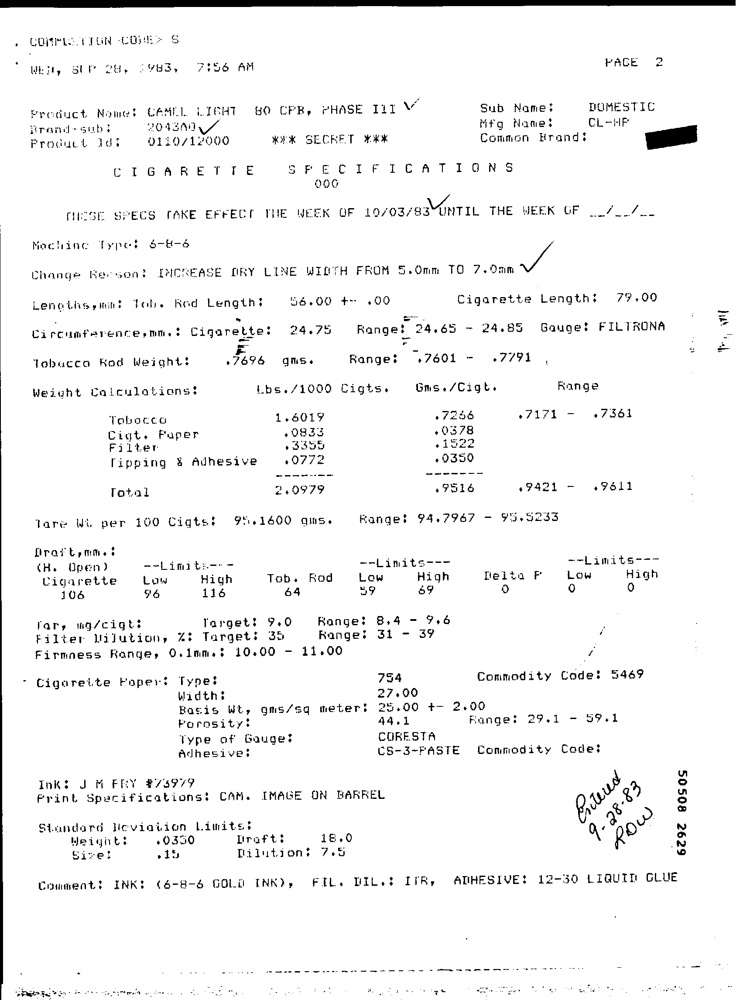 COMPLETION CODE> S
WED, SEP 28, 1983, 7:56 AM PAGE 2
Product Name: CAMEL LIGHT 80 CPB, PHASE III ✓ Sub Name: DOMESTIC
Brand-sub: 2043A0 ✓ Mfg Name: CL-HP
Product Id: 0110/12000 *** SECRET *** Common Brand:
C I G A R E T T E S P E C I F I C A T I O N S
000
THESE SPECS TAKE EFFECT THE WEEK OF 10/03/83 ✓ UNTIL THE WEEK OF __/__/__
Machine Type: 6-8-6
Change Reason: INCREASE DRY LINE WIDTH FROM 5.0mm TO 7.0mm ✓
Lengths,mm: Tob. Rod Length: 56.00 +- .00 Cigarette Length: 79.00
Circumference,mm.: Cigarette: 24.75 Range: 24.65 - 24.85 Gauge: FILTRONA
Tobacco Rod Weight: .7696 gms. Range: .7601 - .7791
Weight Calculations: Lbs./1000 Cigts. Gms./Cigt. Range
Tobacco 1.6019 .7266 .7171 - .7361
Cigt. Paper .0833 .0378
Filter .3355 .1522
Tipping & Adhesive .0772 .0350
------- -------
Total 2.0979 .9516 .9421 - .9611
Tare Wt per 100 Cigts: 95.1600 gms. Range: 94.7967 - 95.5233
Draft,mm.:
(H. Open) --Limits--- --Limits--- --Limits---
Cigarette Low High Tob. Rod Low High Delta P Low High
106 96 116 64 59 69 0 0 0
Tar, mg/cigt: Target: 9.0 Range: 8.4 - 9.6
Filter Dilution, %: Target: 35 Range: 31 - 39
Firmness Range, 0.1mm.: 10.00 - 11.00
Cigarette Paper: Type: 754 Commodity Code: 5469
Width: 27.00
Basis Wt, gms/sq meter: 25.00 +- 2.00
Porosity: 44.1 Range: 29.1 - 59.1
Type of Gauge: CORESTA
Adhesive: CS-3-PASTE Commodity Code:
Ink: J M FRY #73979
Print Specifications: CAM. IMAGE ON BARREL
Standard Deviation Limits:
Weight: .0330 Draft: 18.0
Size: .15 Dilution: 7.5
Entered
9-28-83
RDW
50508 2629
Comment: INK: (6-8-6 GOLD INK), FIL. DIL.: ITR, ADHESIVE: 12-30 LIQUID GLUE